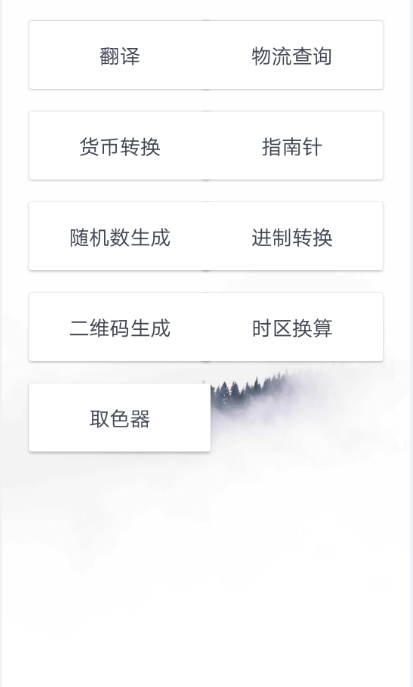 翻译
物流查询
货币转换
指南针
随机数生成
进制转换
二维码生成
时区换算
取色器